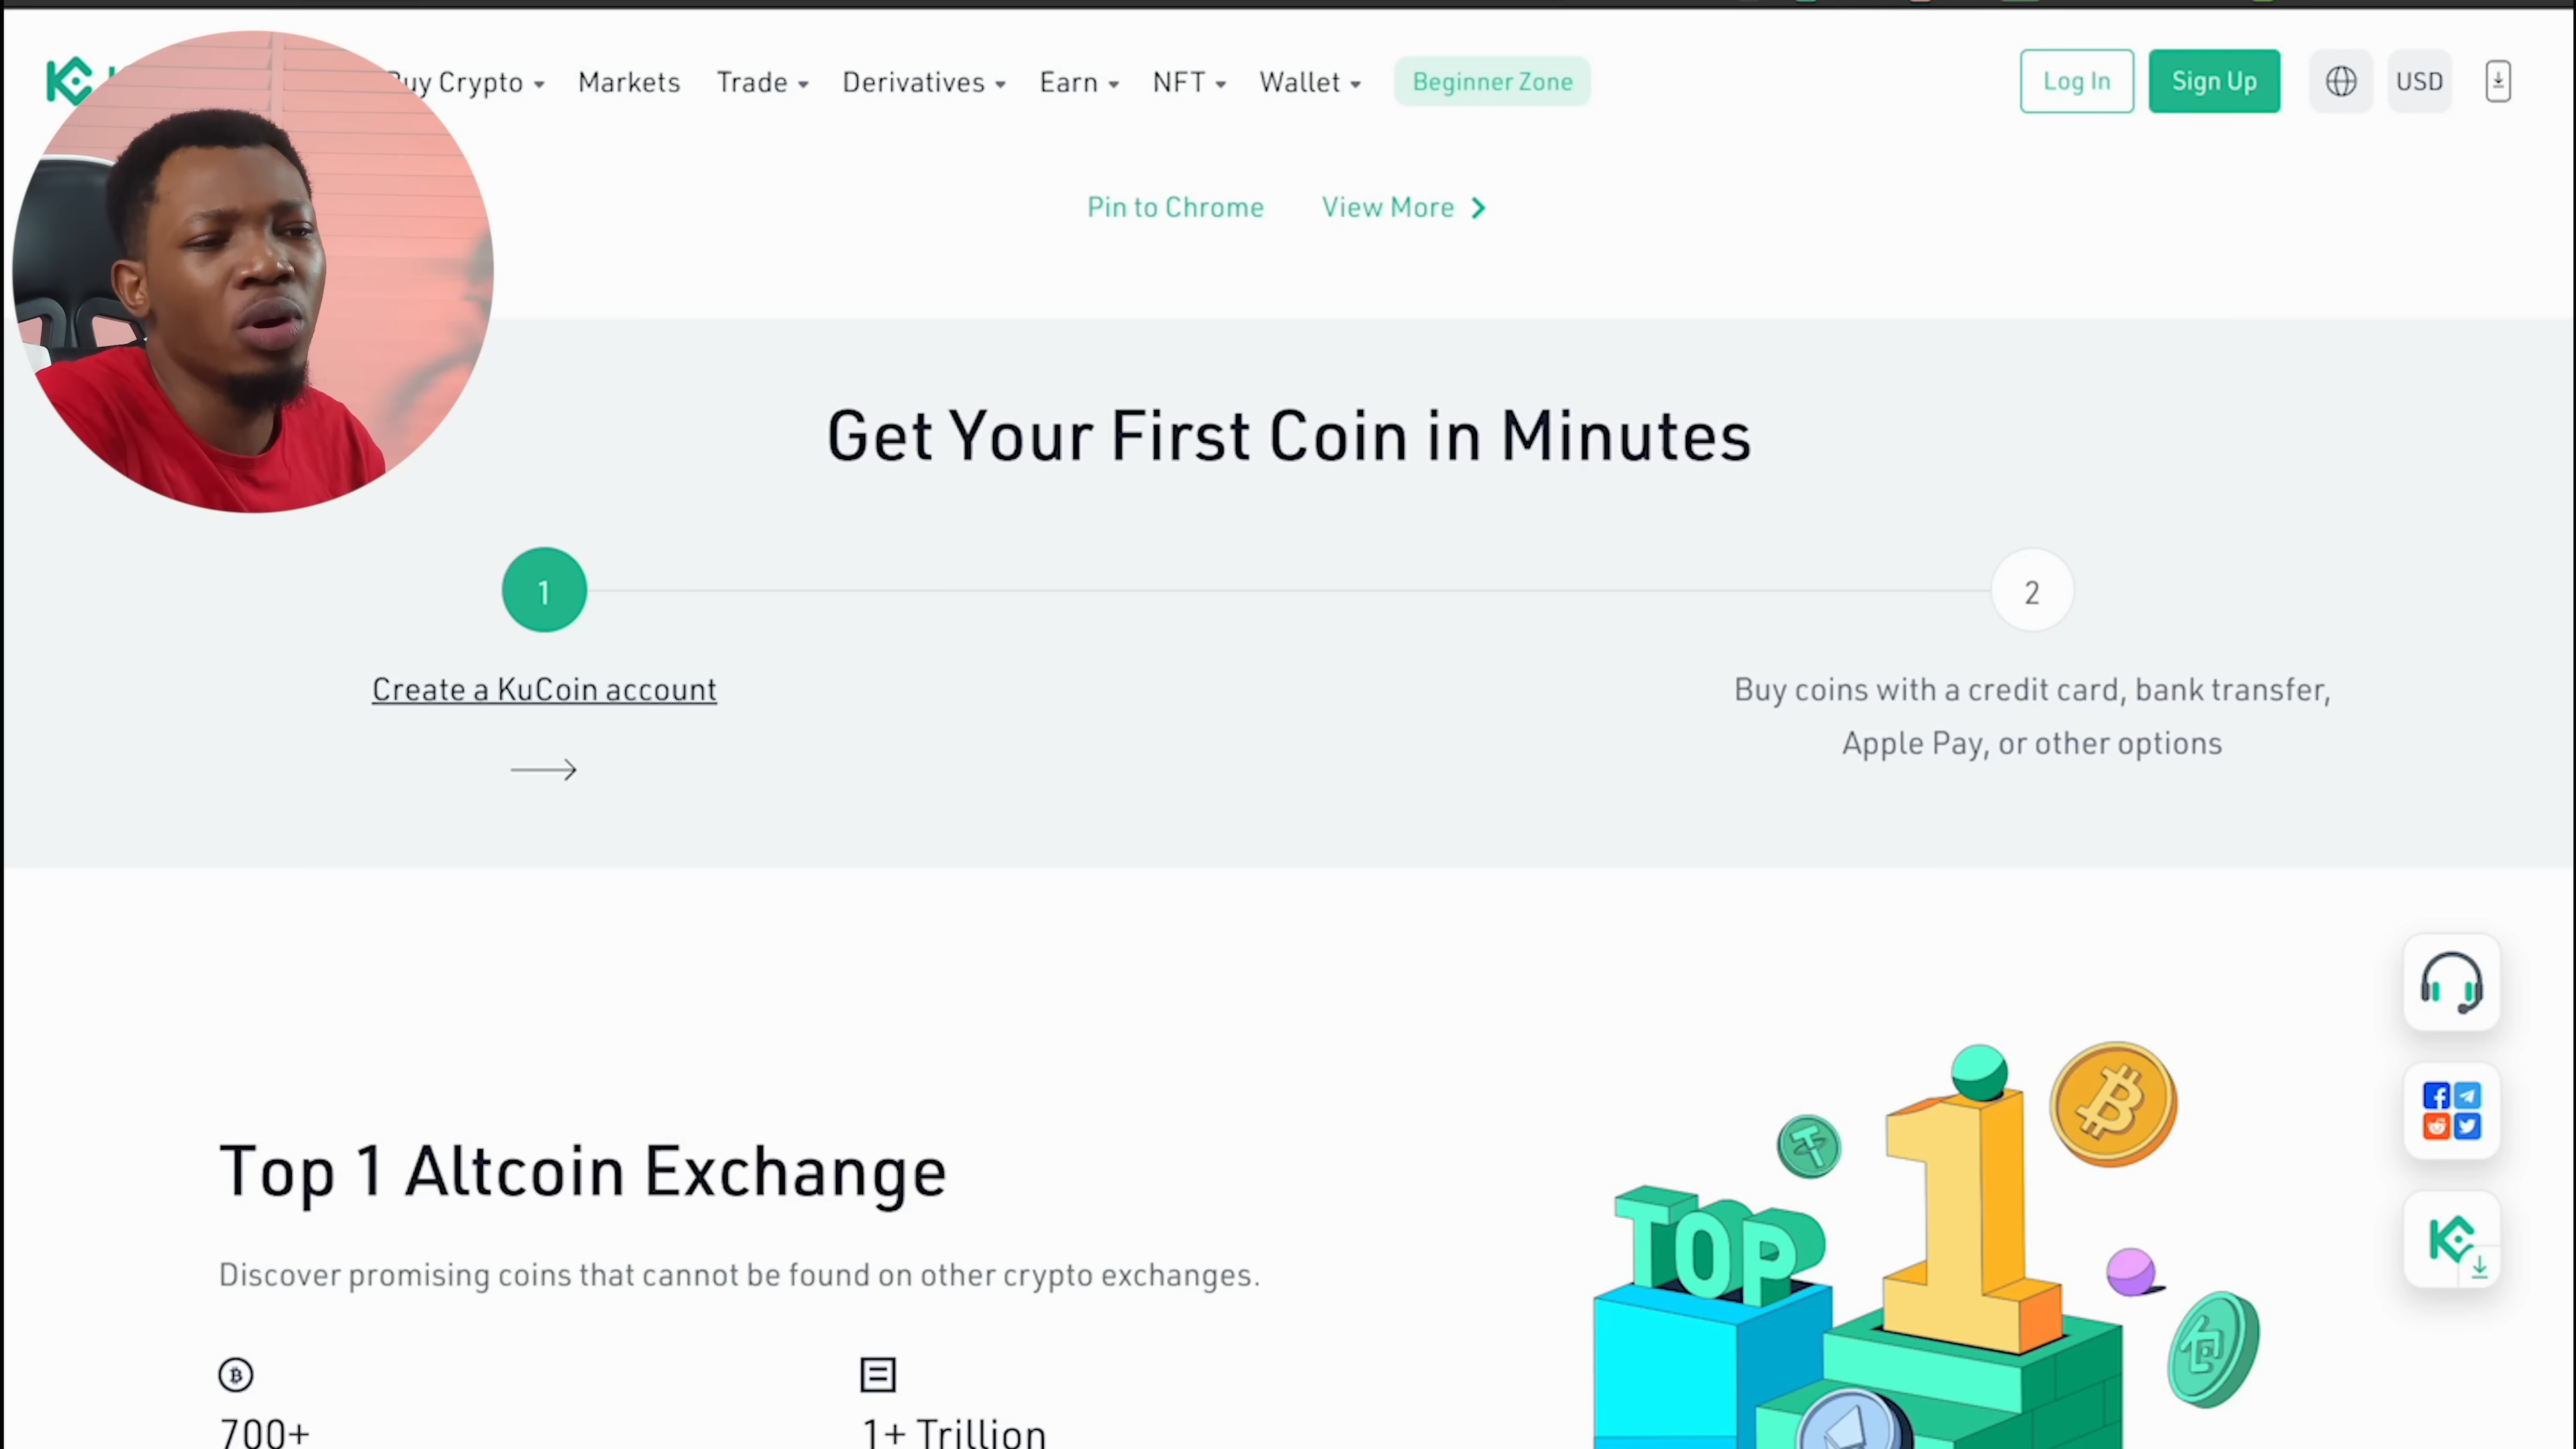 Buy Crypto
Markets
Trade
Derivatives
Earn
NFT
Wallet
Beginner Zone
Log In
Sign Up
USD
Pin to Chrome
View More
Get Your First Coin in Minutes
1
2
Create a KuCoin account
Buy coins with a credit card, bank transfer,
Apple Pay, or other options
Top 1 Altcoin Exchange
Discover promising coins that cannot be found on other crypto exchanges.
700+
1+ Trillion
TOP
1